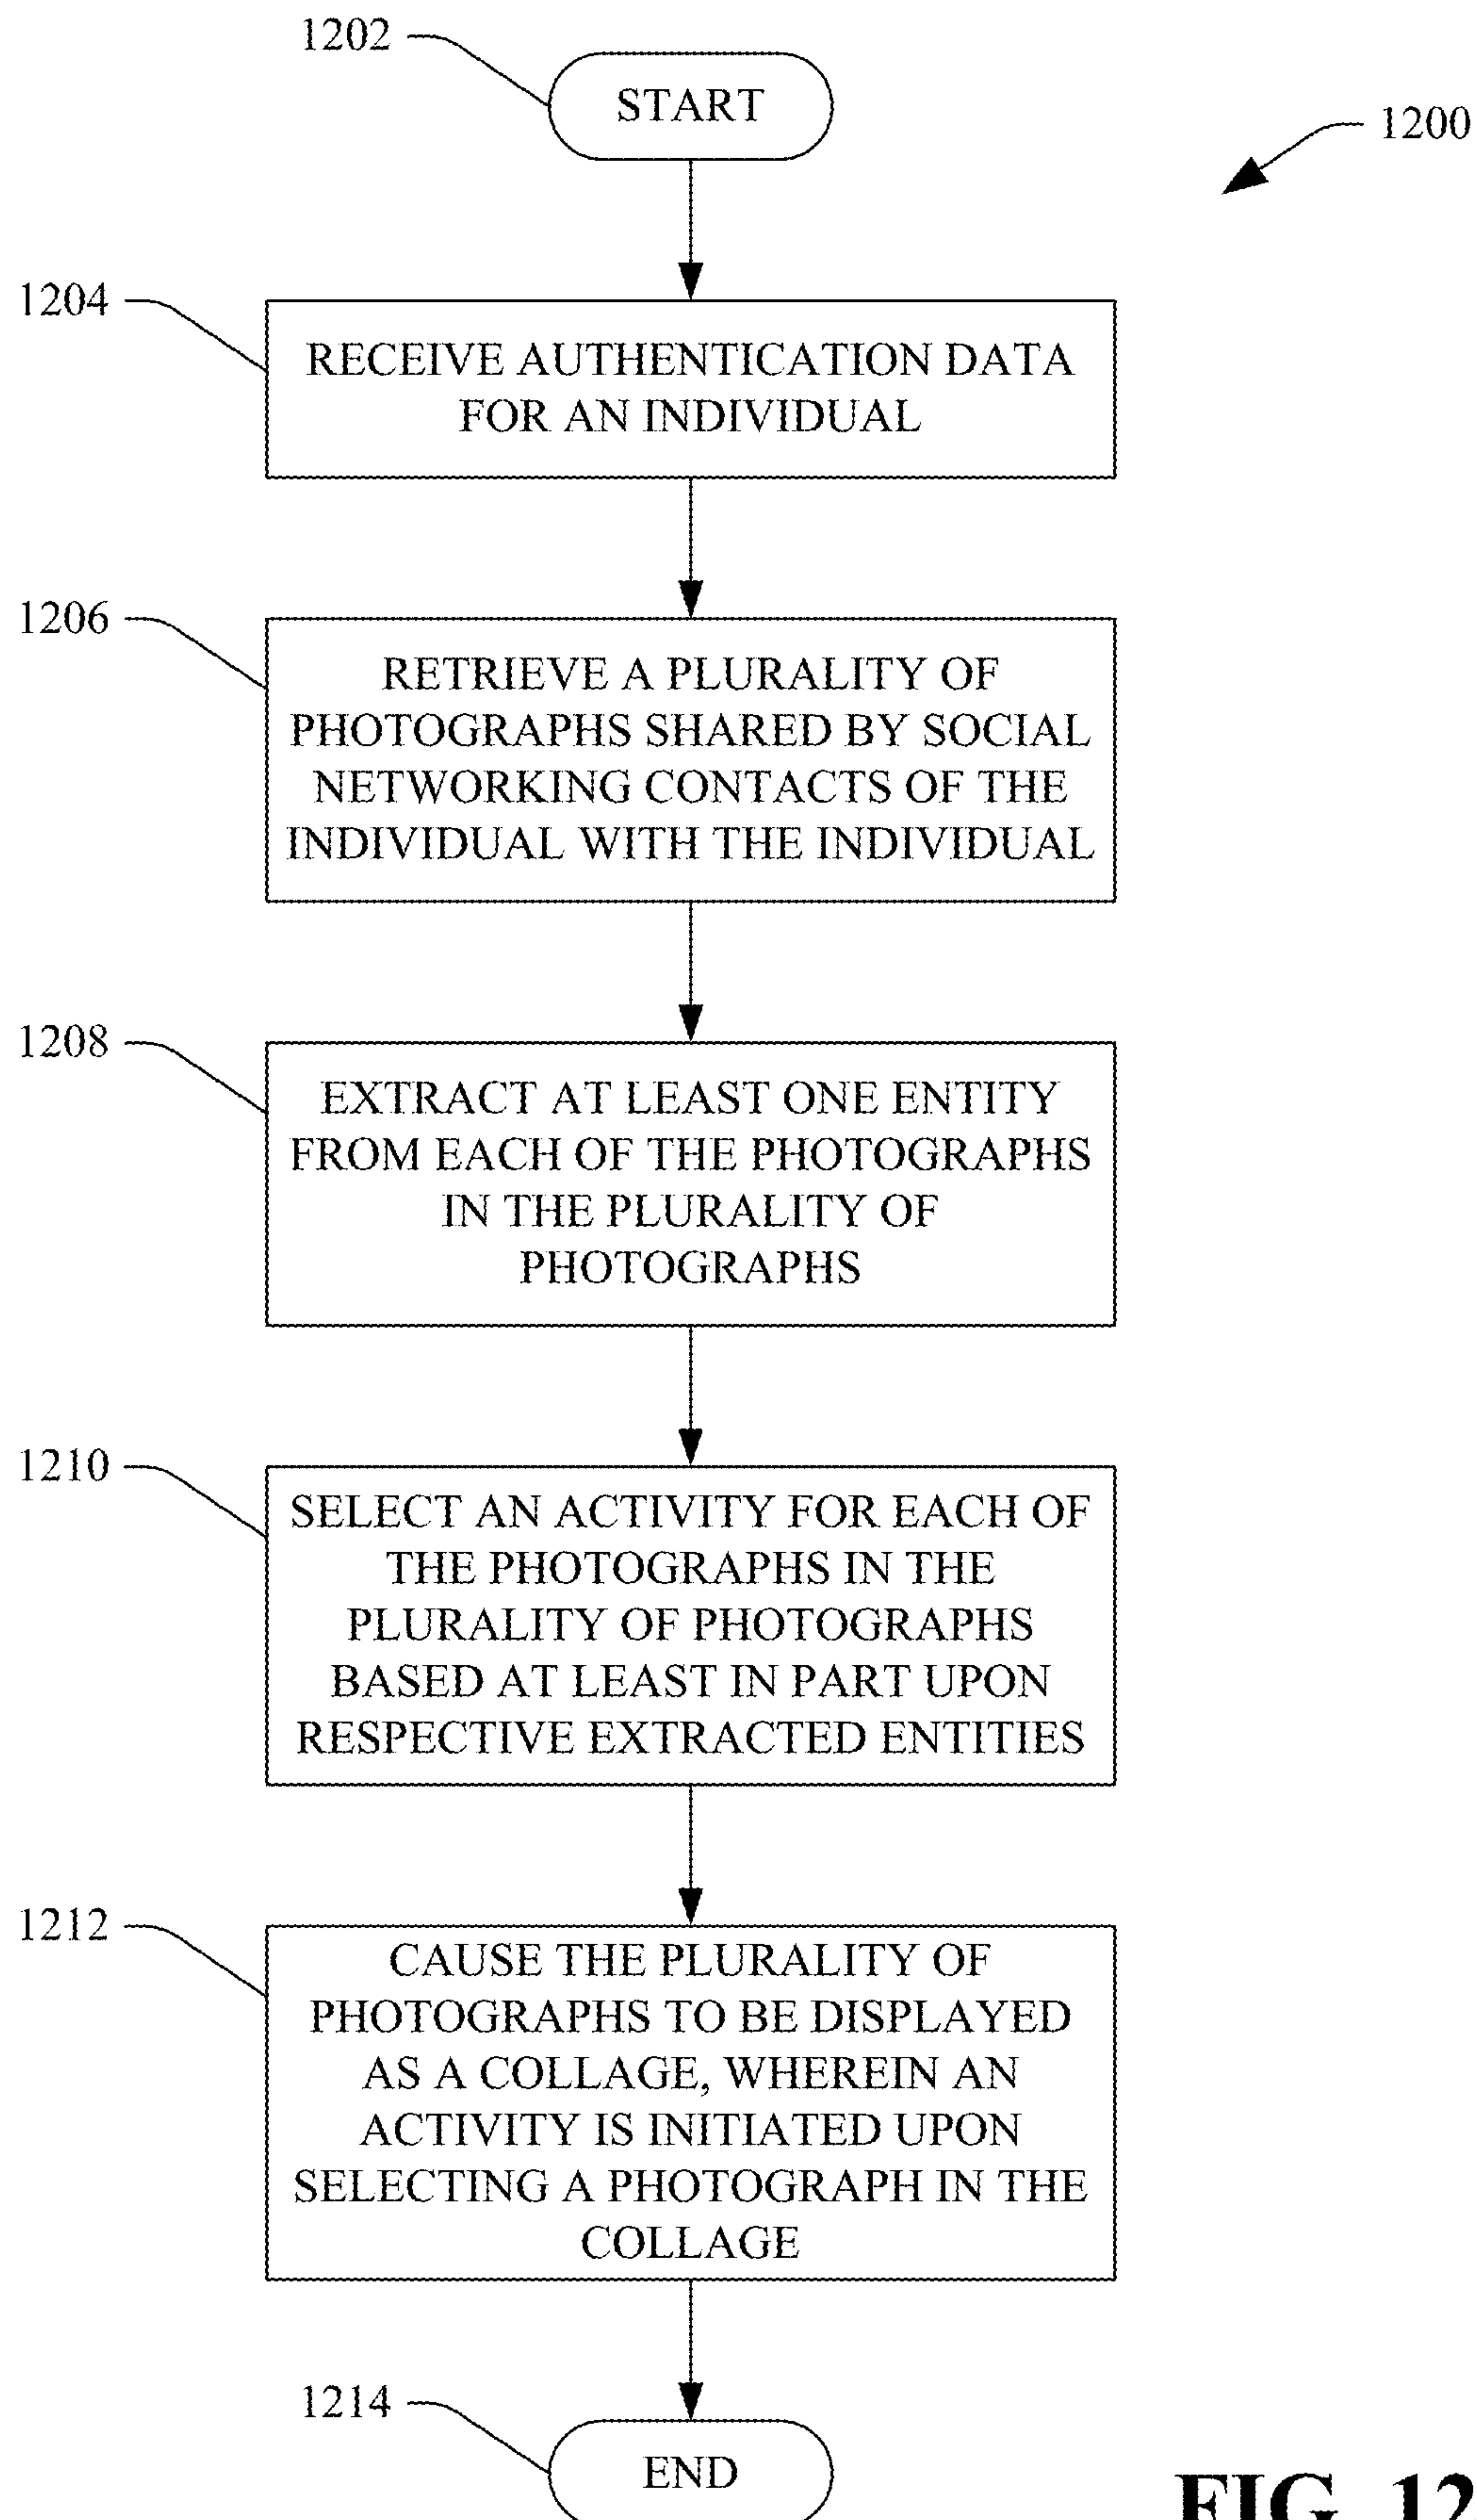 1202
START
1200
1204
RECEIVE AUTHENTICATION DATA
FOR AN INDIVIDUAL
1206
RETRIEVE A PLURALITY OF
PHOTOGRAPHS SHARED BY SOCIAL
NETWORKING CONTACTS OF THE
INDIVIDUAL WITH THE INDIVIDUAL
1208
EXTRACT AT LEAST ONE ENTITY
FROM EACH OF THE PHOTOGRAPHS
IN THE PLURALITY OF
PHOTOGRAPHS
1210
SELECT AN ACTIVITY FOR EACH OF
THE PHOTOGRAPHS IN THE
PLURALITY OF PHOTOGRAPHS
BASED AT LEAST IN PART UPON
RESPECTIVE EXTRACTED ENTITIES
1212
CAUSE THE PLURALITY OF
PHOTOGRAPHS TO BE DISPLAYED
AS A COLLAGE, WHEREIN AN
ACTIVITY IS INITIATED UPON
SELECTING A PHOTOGRAPH IN THE
COLLAGE
1214
END
FIG. 12